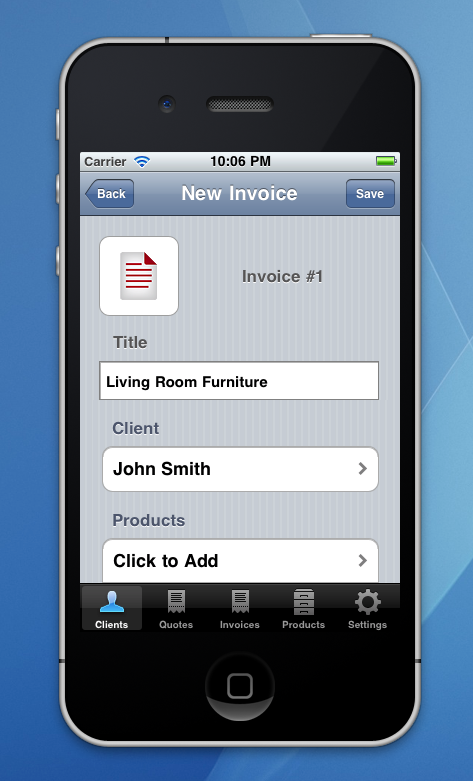 Carrier 10:06 PM
Back New Invoice Save
Invoice #1
Title
Living Room Furniture
Client
John Smith
Products
Click to Add
Clients Quotes Invoices Products Settings